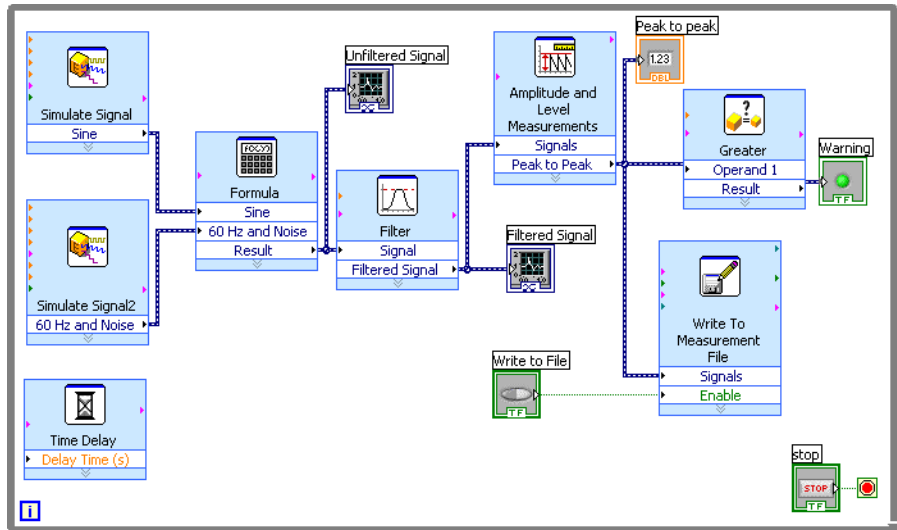 Simulate Signal
Sine
Simulate Signal2
60 Hz and Noise
Time Delay
Delay Time (s)
i
f(x,y)
Formula
Sine
60 Hz and Noise
Result
Unfiltered Signal
Filter
Signal
Filtered Signal
Filtered Signal
Amplitude and
Level
Measurements
Signals
Peak to Peak
Peak to peak
1.23
DBL
?
Greater
Operand 1
Result
Warning
TF
Write To
Measurement
File
Signals
Enable
Write to File
TF
stop
STOP
TF